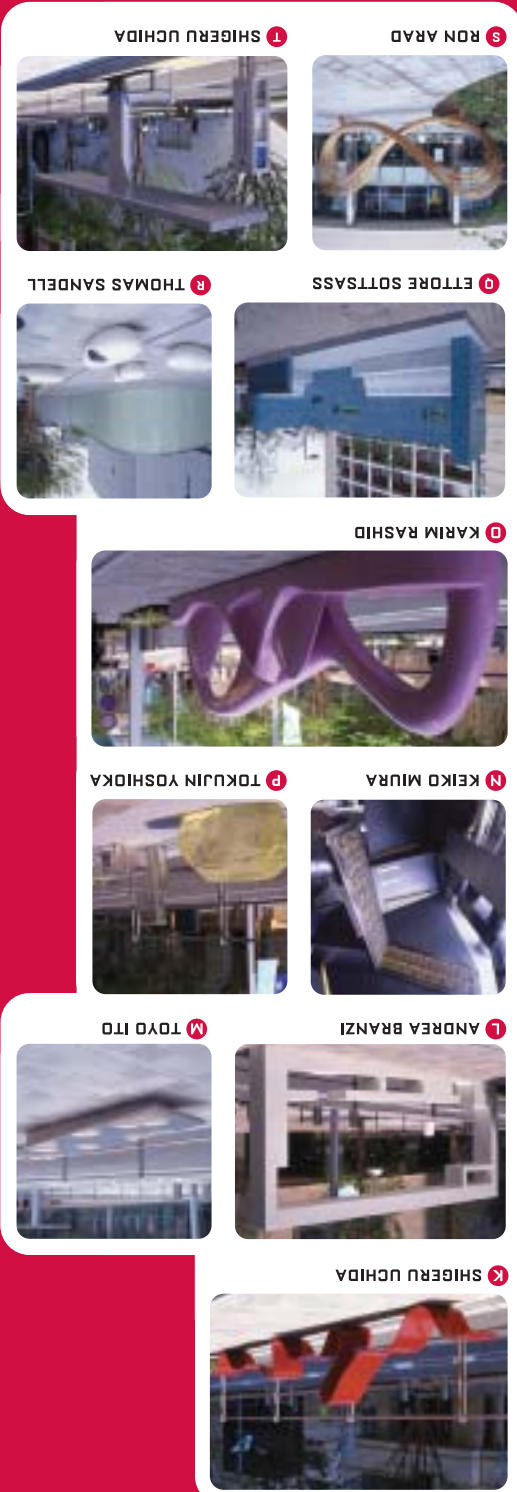 K SHIGERU UCHIDA
L ANDREA BRANZI
M TOYO ITO
N KEIKO MIURA
P TOKUJIN YOSHIOKA
O KARIM RASHID
Q ETTORE SOTTSASS
R THOMAS SANDELL
S RON ARAD
T SHIGERU UCHIDA